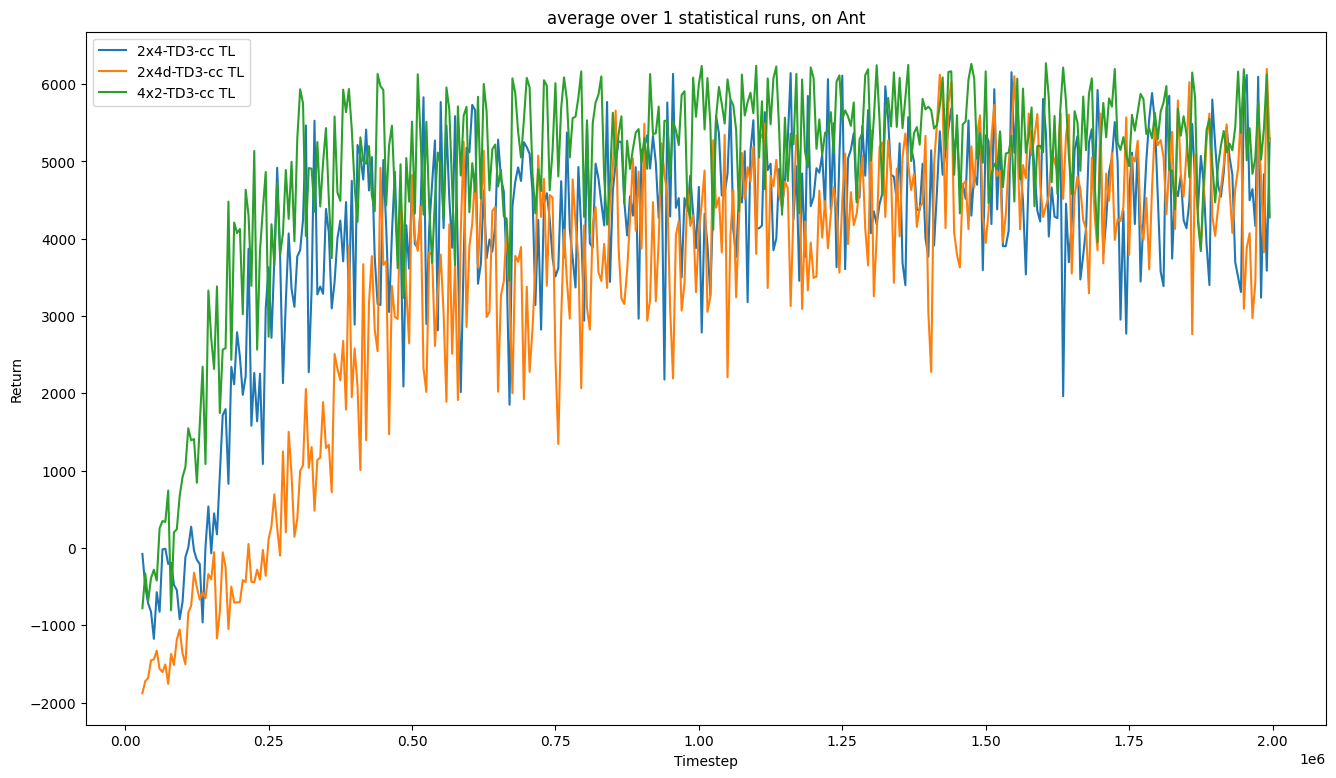 average over 1 statistical runs, on Ant
2x4-TD3-cc TL
2x4d-TD3-cc TL
4x2-TD3-cc TL
6000
5000
4000
3000
2000
1000
0
−1000
−2000
Return
0.00 0.25 0.50 0.75 1.00 1.25 1.50 1.75 2.00
1e6
Timestep